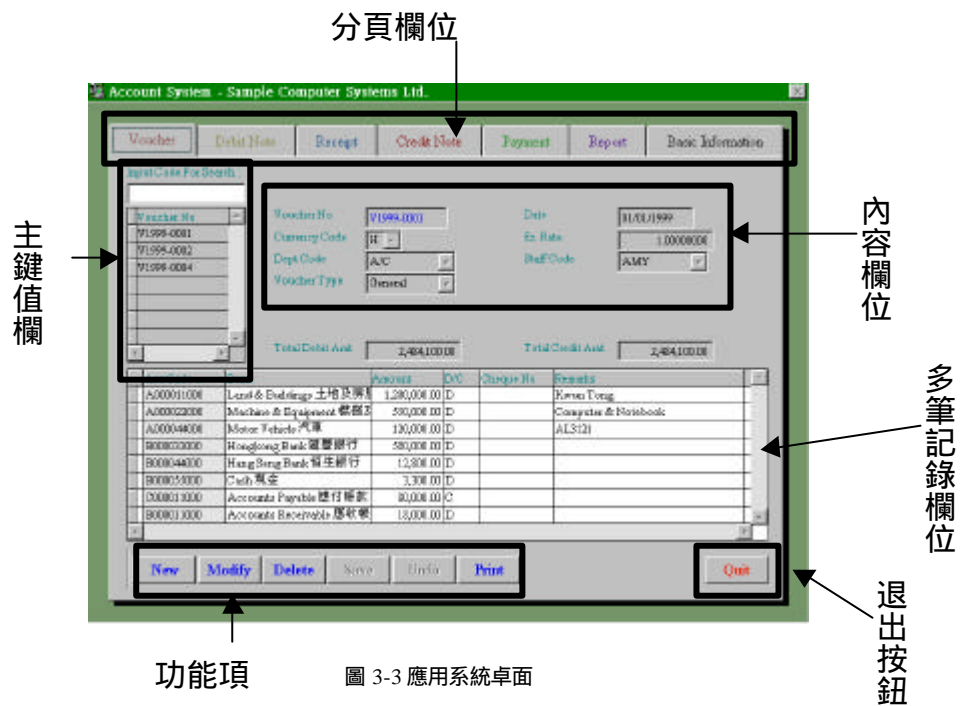 分頁欄位
Account System - Sample Computer Systems Ltd.
Voucher Debit Note Receipt Credit Note Payment Report Basic Information
Input Code For Search
主鍵值欄
Voucher No
V1999-0001
V1999-0002
V1999-0004
Voucher No V1999-0001 Date 01/01/1999
Currency Code H Ex. Rate 1.00000000
Dept Code A/C Staff Code AMY
Voucher Type General
內容欄位
Total Debit Amt 2,484,100.00 Total Credit Amt 2,484,100.00
Amount D/C Cheque No Remarks
A000011000 Land & Buildings 土地及房屋 1,200,000.00 D Kwun Tong
A000022000 Machine & Equipment 機器及 500,000.00 D Computer & Notebook
A000044000 Motor Vehicle 汽車 120,000.00 D AL3121
B000033000 Hongkong Bank 匯豐銀行 500,000.00 D
B000044000 Hang Seng Bank 恒生銀行 12,800.00 D
B000055000 Cash 現金 3,300.00 D
Accounts Payable 應付帳款 80,000.00 C
B000011000 Accounts Receivable 應收帳 18,000.00 D
多筆記錄欄位
New Modify Delete Save Undo Print Quit
退出按鈕
功能項
圖 3-3 應用系統桌面